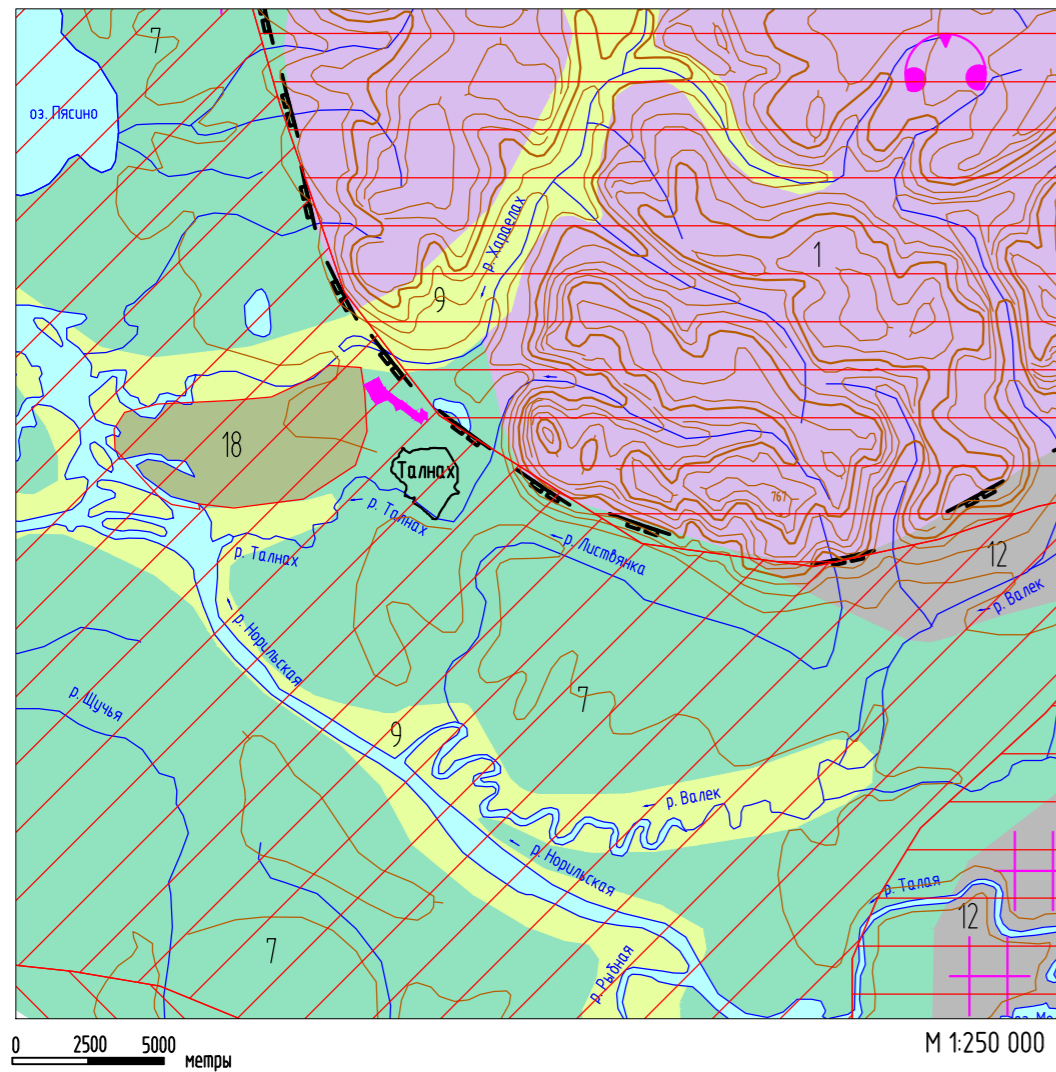 7
оз. Пясино
р. Хараелах
1
9
18
Талнах
761
р. Талнах
р. Талнах
р. Листвянка
12
р. Валек
р. Норильская
р. Щучья
7
9
р. Валек
р. Норильская
р. Талая
12
7
р. Рыбная
0 2500 5000
метры
М 1:250 000